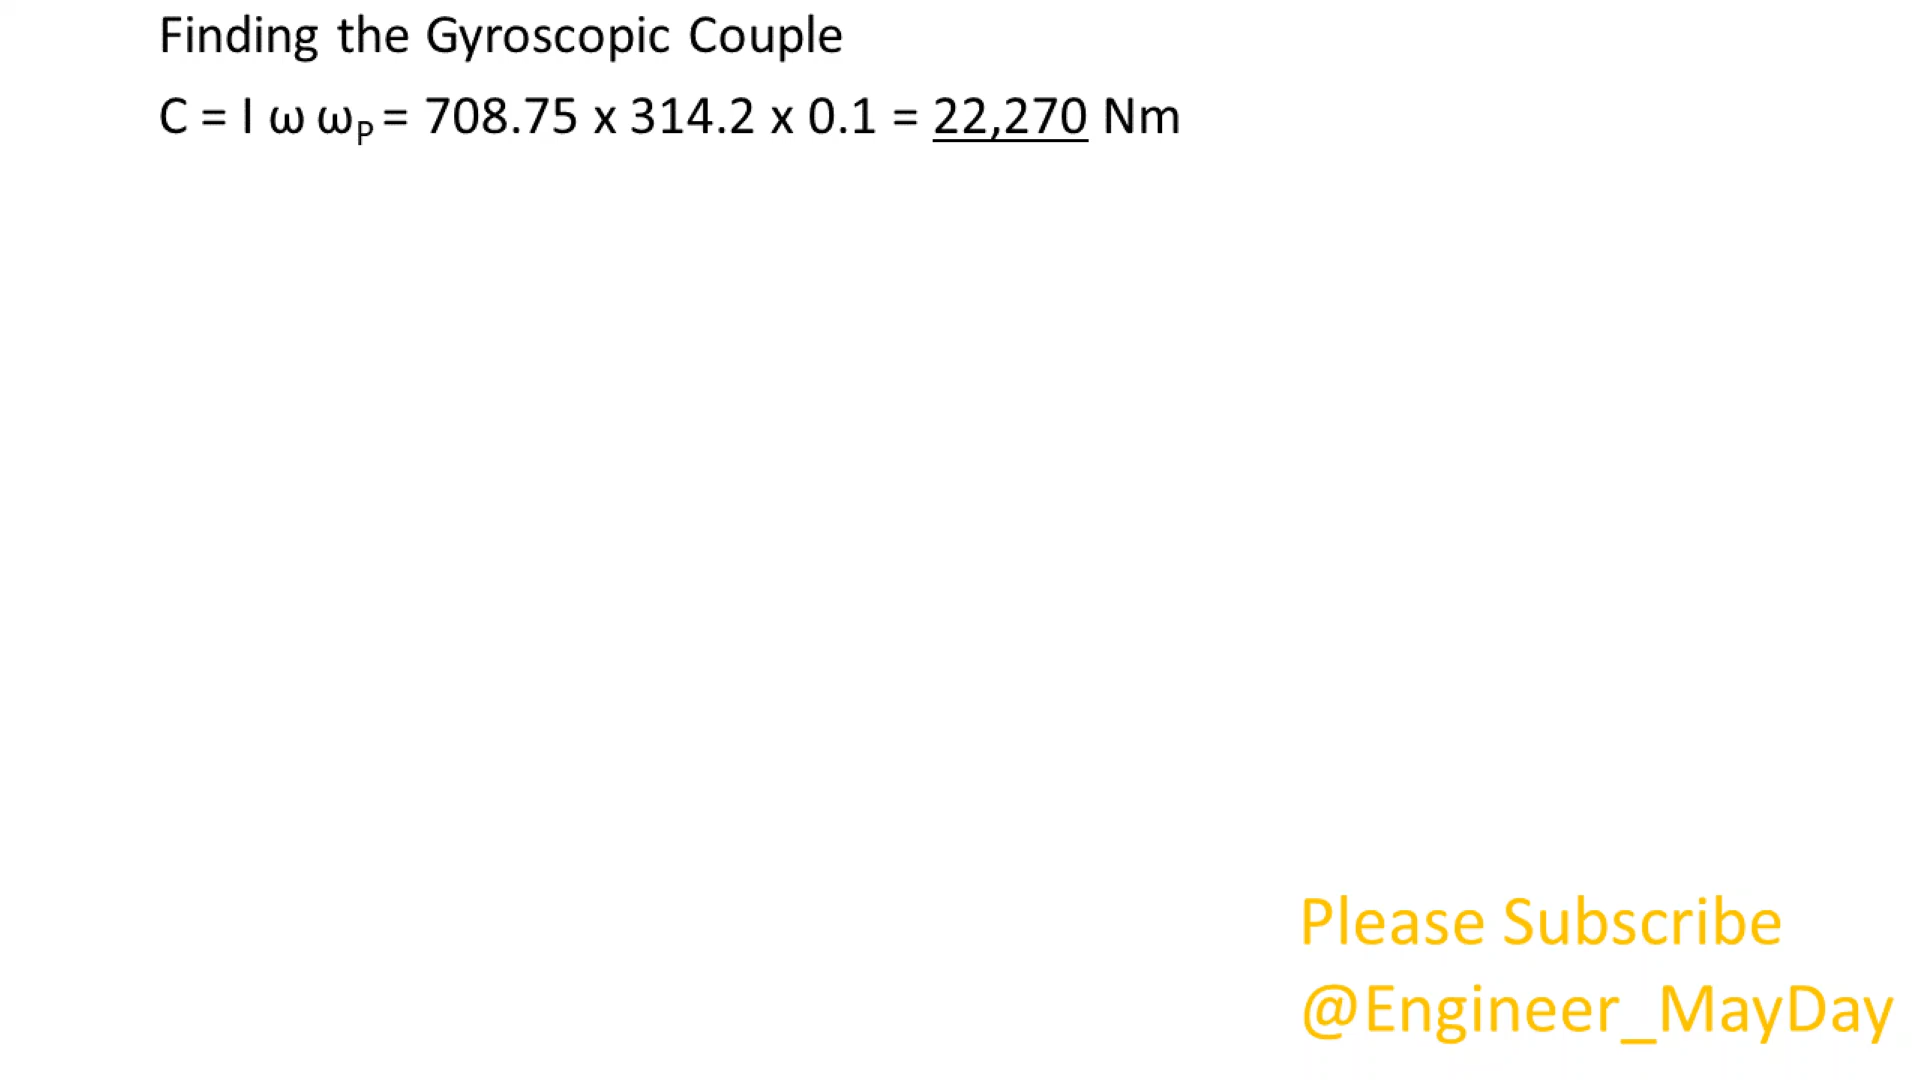 Finding the Gyroscopic Couple
C = I ω ωP = 708.75 x 314.2 x 0.1 = 22,270 Nm
Please Subscribe
@Engineer_MayDay